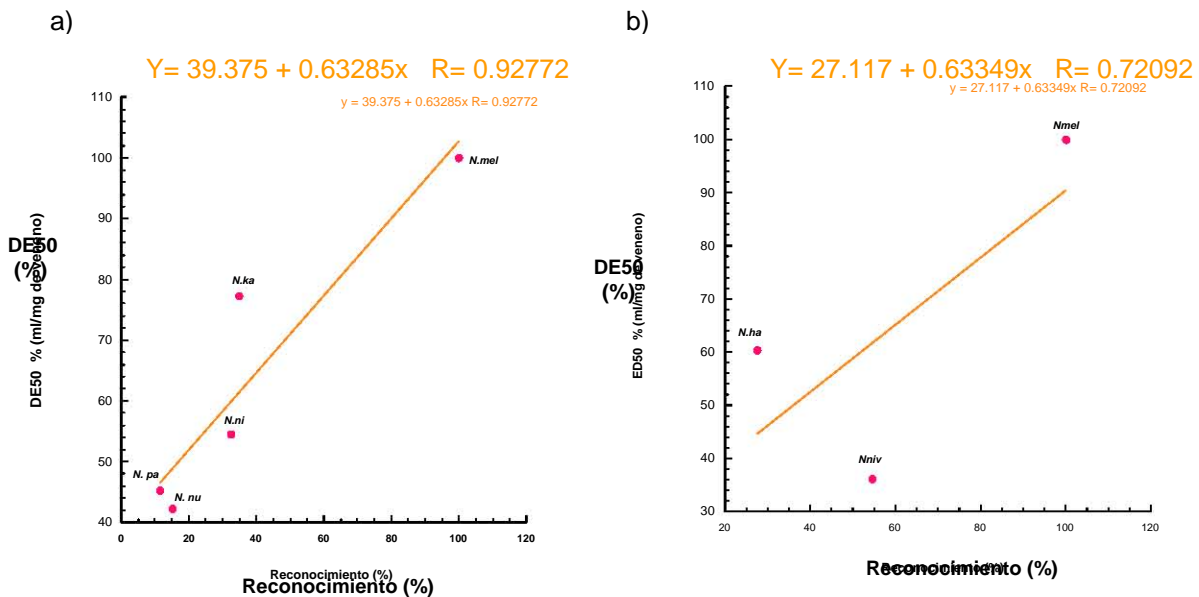 a)
Y= 39.375 + 0.63285x R= 0.92772
y = 39.375 + 0.63285x R= 0.92772
110
100
90
80
70
60
50
40
DE50
(%)
DE50 % (ml/mg de veneno)
N.mel
N.ka
N.ni
N. pa
N. nu
0 20 40 60 80 100 120
Reconocimiento (%)
Reconocimiento (%)
b)
Y= 27.117 + 0.63349x R= 0.72092
y = 27.117 + 0.63349x R= 0.72092
110
100
90
80
70
60
50
40
30
DE50
(%)
ED50 % (ml/mg de veneno)
Nmel
N.ha
Nniv
20 40 60 80 100 120
Reconocimiento (%)